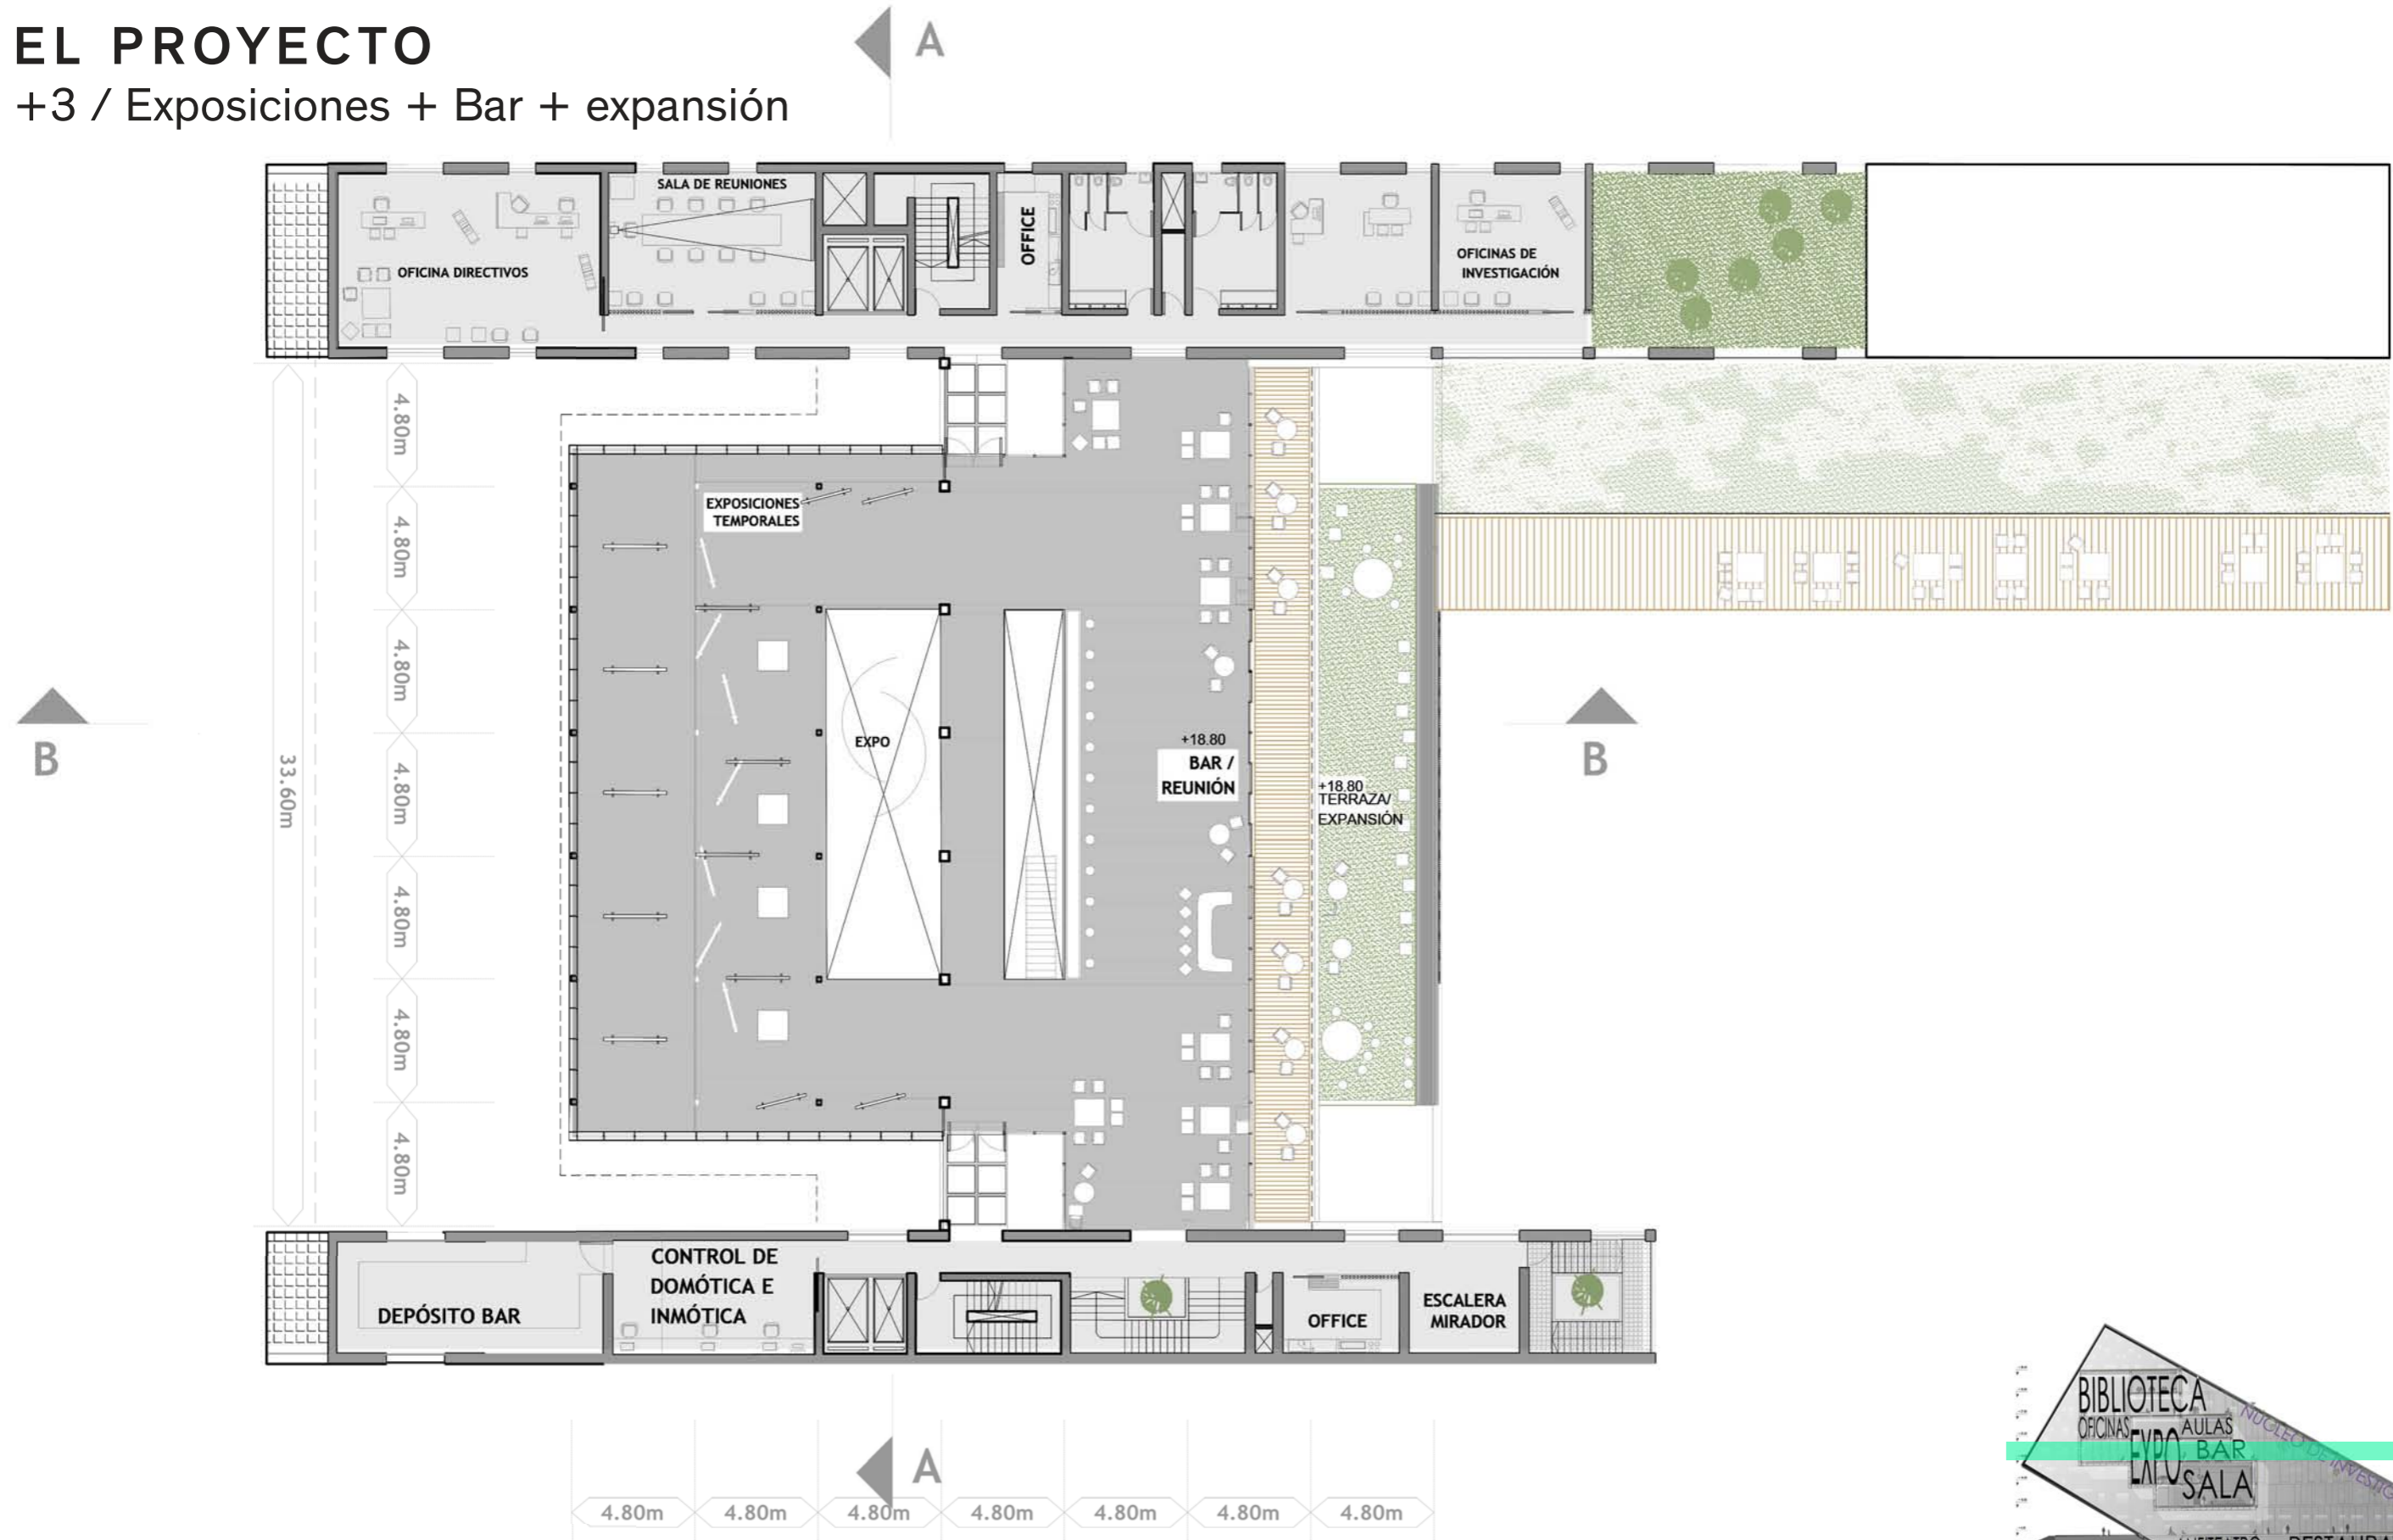 EL PROYECTO
+3 / Exposiciones + Bar + expansión
A
SALA DE REUNIONES
OFFICE
OFICINA DIRECTIVOS
OFICINAS DE
INVESTIGACIÓN
4.80m
4.80m
4.80m
4.80m
4.80m
4.80m
4.80m
33.60m
EXPOSICIONES
TEMPORALES
B
EXPO
+18.80
BAR /
REUNIÓN
+18.80
TERRAZA/
EXPANSIÓN
B
DEPÓSITO BAR
CONTROL DE
DOMÓTICA E
INMÓTICA
OFFICE
ESCALERA
MIRADOR
A
4.80m
4.80m
4.80m
4.80m
4.80m
4.80m
4.80m
BIBLIOTECA
OFICINAS
AULAS
EXPO
BAR
EXPO
SALA
NÚCLEO DE